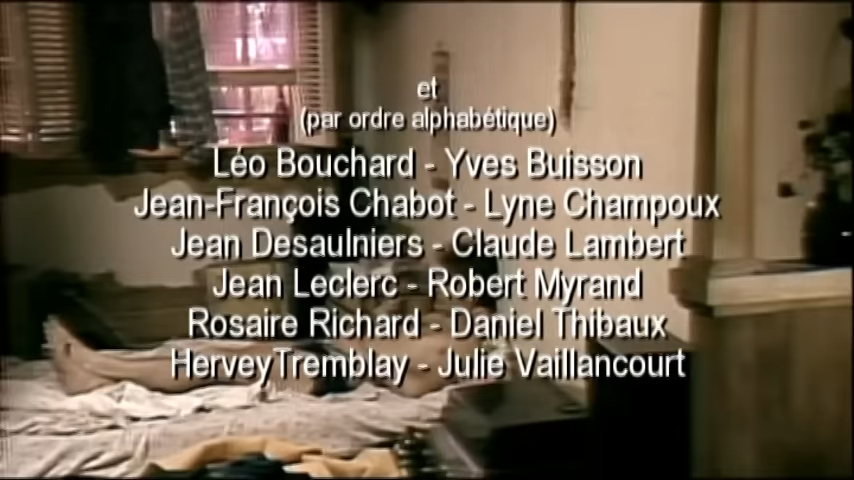 et
(par ordre alphabétique)
Léo Bouchard - Yves Buisson
Jean-François Chabot - Lyne Champoux
Jean Desaulniers - Claude Lambert
Jean Leclerc - Robert Myrand
Rosaire Richard - Daniel Thibaux
HerveyTremblay - Julie Vaillancourt